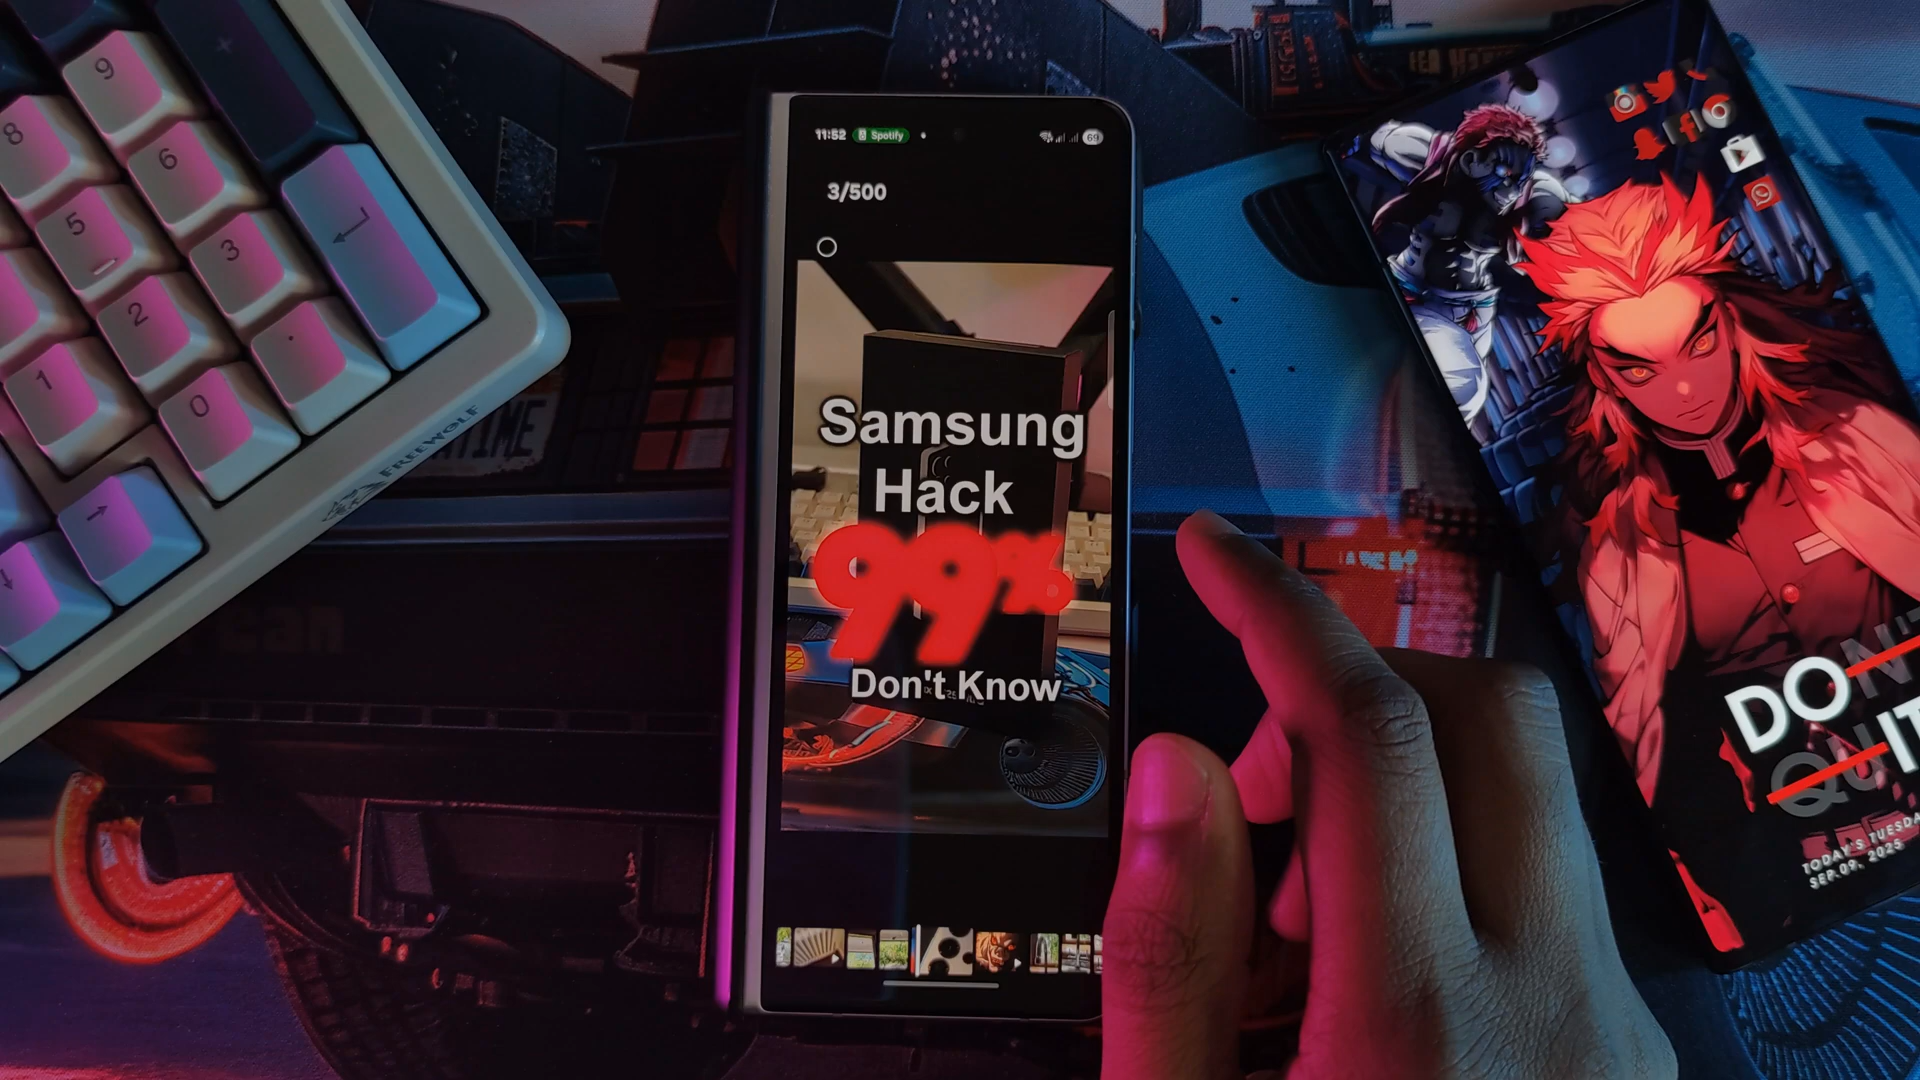 9
8
6
5
3
2
1
0
FREEWOLF
11:52 Spotify
69
3/500
Samsung
Hack
99%
Don't Know
DON'T
QUIT
TODAY'S TUESDA
SEP.09, 2025